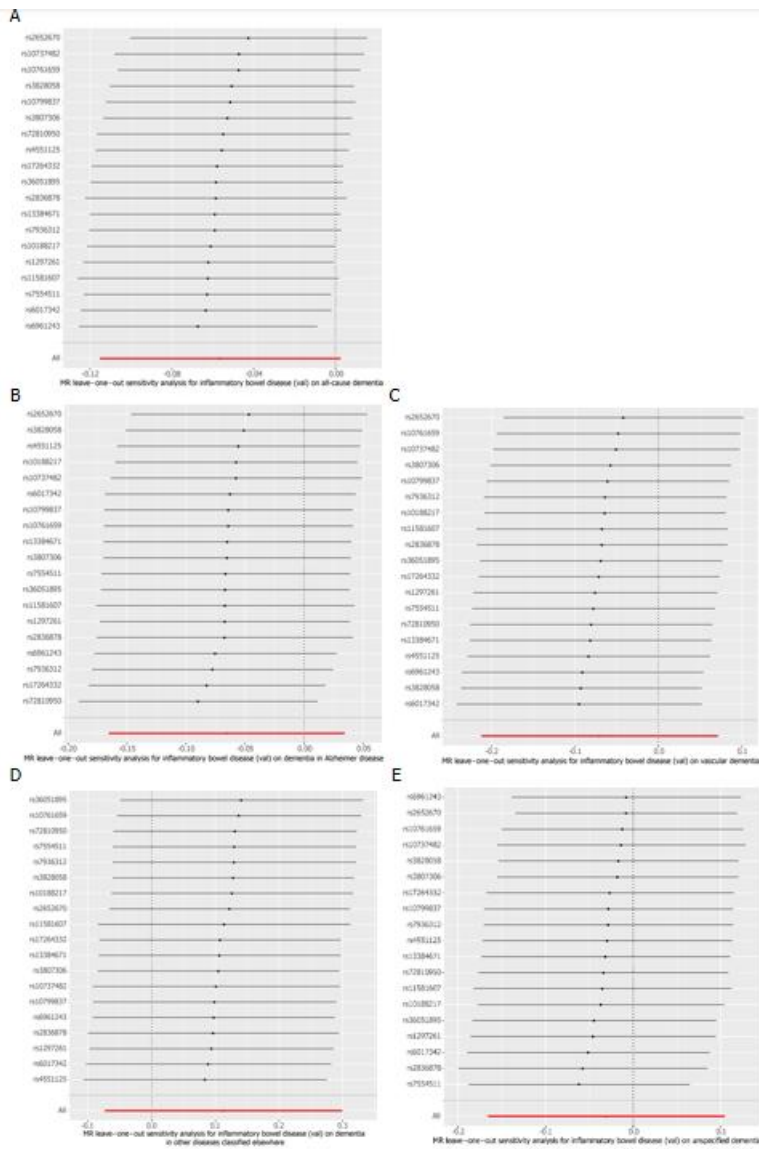 A
rs2652670
rs10737482
rs10761659
rs3828058
rs10799837
rs3807306
rs72810950
rs4551125
rs17264332
rs36051895
rs2836878
rs13384671
rs7936312
rs10188217
rs1297261
rs11581607
rs7554511
rs6017342
rs6961243
All
-0.12 -0.08 -0.04 0.00
MR leave-one-out sensitivity analysis for inflammatory bowel disease (val) on all-cause dementia
B
rs2652670
rs3828058
rs4551125
rs10188217
rs10737482
rs6017342
rs10799837
rs10761659
rs13384671
rs3807306
rs7554511
rs36051895
rs11581607
rs1297261
rs2836878
rs6961243
rs7936312
rs17264332
rs72810950
All
-0.20 -0.15 -0.10 -0.05 0.00 0.05
MR leave-one-out sensitivity analysis for inflammatory bowel disease (val) on dementia in Alzheimer disease
C
rs2652670
rs10761659
rs10737482
rs3807306
rs10799837
rs7936312
rs10188217
rs11581607
rs2836878
rs36051895
rs17264332
rs1297261
rs7554511
rs72810950
rs13384671
rs4551125
rs6961243
rs3828058
rs6017342
All
-0.2 -0.1 0.0 0.1
MR leave-one-out sensitivity analysis for inflammatory bowel disease (val) on vascular dementia
D
rs36051895
rs10761659
rs72810950
rs7554511
rs7936312
rs3828058
rs10188217
rs2652670
rs11581607
rs17264332
rs13384671
rs3807306
rs10737482
rs10799837
rs6961243
rs2836878
rs1297261
rs6017342
rs4551125
All
-0.1 0.0 0.1 0.2 0.3
MR leave-one-out sensitivity analysis for inflammatory bowel disease (val) on dementia
in other diseases classified elsewhere
E
rs6961243
rs2652670
rs10761659
rs10737482
rs3828058
rs3807306
rs17264332
rs10799837
rs7936312
rs4551125
rs13384671
rs72810950
rs11581607
rs10188217
rs36051895
rs1297261
rs6017342
rs2836878
rs7554511
All
0.0
MR leave-one-out sensitivity analysis for inflammatory bowel disease (val) on unspecified dementia